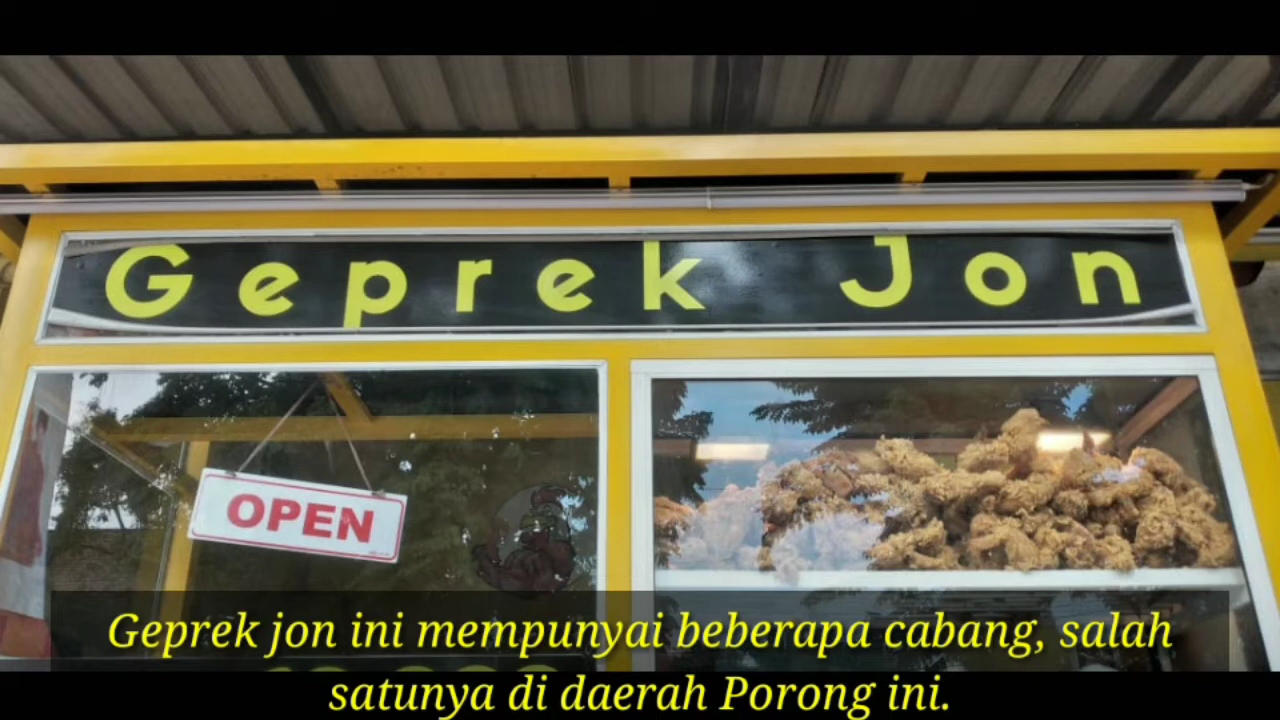 Geprek Jon
OPEN
Geprek jon ini mempunyai beberapa cabang, salah
satunya di daerah Porong ini.